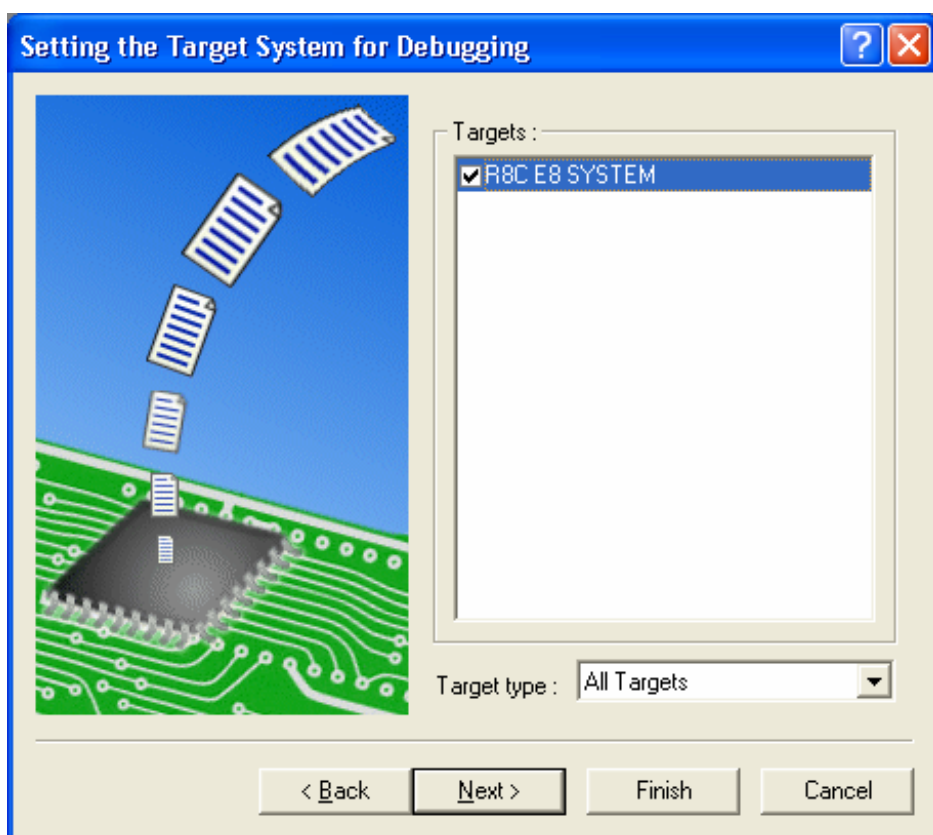 Setting the Target System for Debugging
Targets :
R8C E8 SYSTEM
Target type : All Targets
< Back Next > Finish Cancel